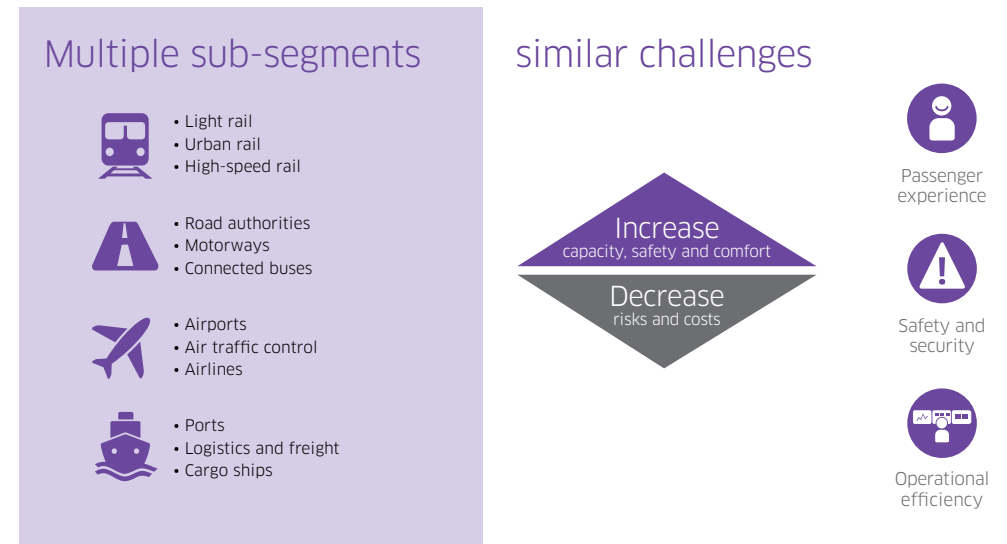 Multiple sub-segments
• Light rail
• Urban rail
• High-speed rail
• Road authorities
• Motorways
• Connected buses
• Airports
• Air traffic control
• Airlines
• Ports
• Logistics and freight
• Cargo ships
similar challenges
Increase
capacity, safety and comfort
Decrease
risks and costs
Passenger
experience
Safety and
security
Operational
efficiency